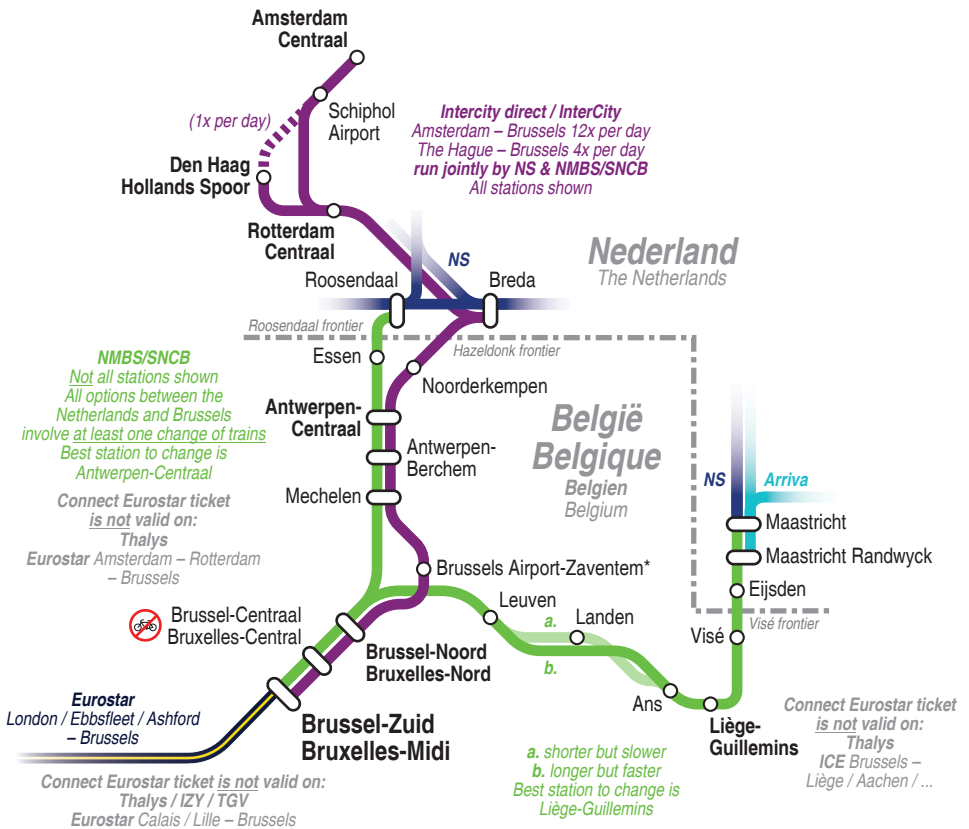 Amsterdam
Centraal
Schiphol
Airport
(1x per day)
Intercity direct / InterCity
Amsterdam – Brussels 12x per day
The Hague – Brussels 4x per day
run jointly by NS & NMBS/SNCB
All stations shown
Den Haag
Hollands Spoor
Rotterdam
Centraal
Nederland
The Netherlands
NS
Roosendaal
Breda
Roosendaal frontier
Hazeldonk frontier
Essen
Noorderkempen
NMBS/SNCB
Not all stations shown
All options between the
Netherlands and Brussels
involve at least one change of trains
Best station to change is
Antwerpen-Centraal
Antwerpen-
Centraal
België
Belgique
Belgien
Belgium
Antwerpen-
Berchem
Mechelen
NS
Arriva
Maastricht
Maastricht Randwyck
Eijsden
Visé frontier
Visé
Connect Eurostar ticket
is not valid on:
Thalys
Eurostar Amsterdam – Rotterdam
– Brussels
Brussels Airport-Zaventem*
Leuven
Landen
a.
b.
Brussel-Centraal
Bruxelles-Central
Brussel-Noord
Bruxelles-Nord
Ans
Liège-
Guillemins
Eurostar
London / Ebbsfleet / Ashford
– Brussels
Brussel-Zuid
Bruxelles-Midi
Connect Eurostar ticket
is not valid on:
Thalys
ICE Brussels –
Liège / Aachen / ...
a. shorter but slower
b. longer but faster
Best station to change is
Liège-Guillemins
Connect Eurostar ticket is not valid on:
Thalys / IZY / TGV
Eurostar Calais / Lille – Brussels